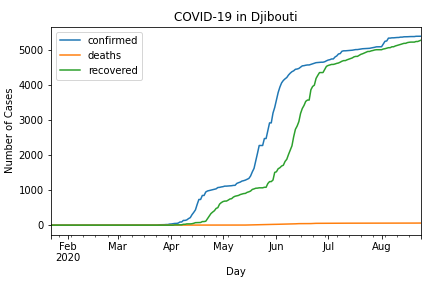 COVID-19 in Djibouti
confirmed
deaths
recovered
Number of Cases
5000
4000
3000
2000
1000
0
Feb Mar Apr May Jun Jul Aug
2020
Day